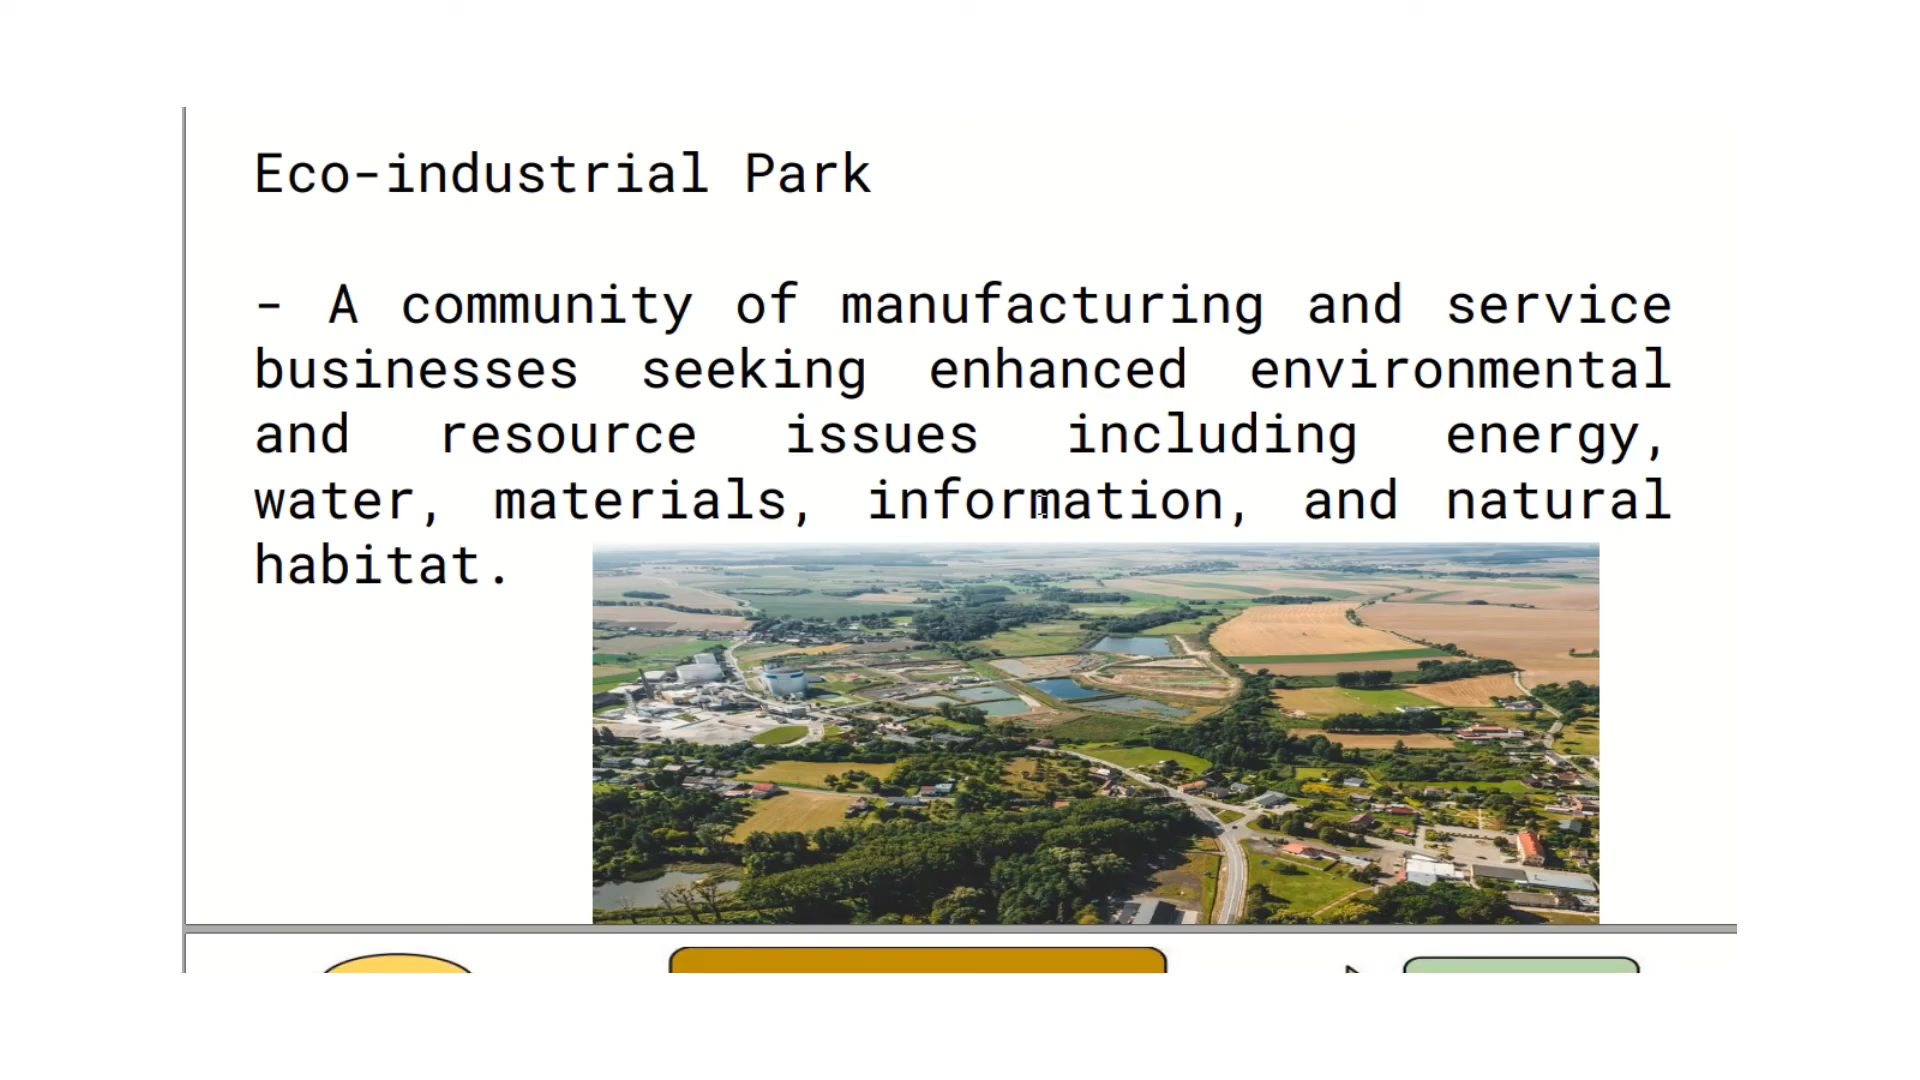 Eco-industrial Park
- A community of manufacturing and service
businesses seeking enhanced environmental
and resource issues including energy,
water, materials, information, and natural
habitat.